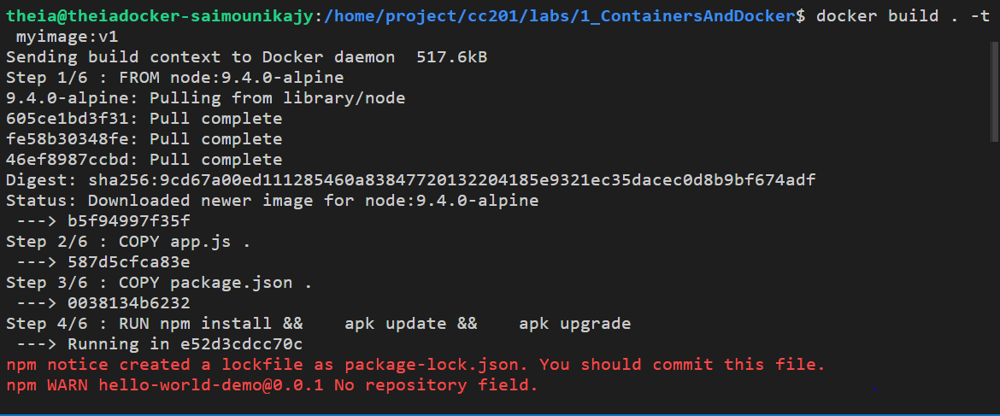 theia@theiadocker-saimounikajy:/home/project/cc201/labs/1_ContainersAndDocker$ docker build . -t
 myimage:v1
Sending build context to Docker daemon  517.6kB
Step 1/6 : FROM node:9.4.0-alpine
9.4.0-alpine: Pulling from library/node
605ce1bd3f31: Pull complete
fe58b30348fe: Pull complete
46ef8987ccbd: Pull complete
Digest: sha256:9cd67a00ed111285460a83847720132204185e9321ec35dacec0d8b9bf674adf
Status: Downloaded newer image for node:9.4.0-alpine
 ---> b5f94997f35f
Step 2/6 : COPY app.js .
 ---> 587d5cfca83e
Step 3/6 : COPY package.json .
 ---> 0038134b6232
Step 4/6 : RUN npm install &&    apk update &&    apk upgrade
 ---> Running in e52d3cdcc70c
npm notice created a lockfile as package-lock.json. You should commit this file.
npm WARN hello-world-demo@0.0.1 No repository field.